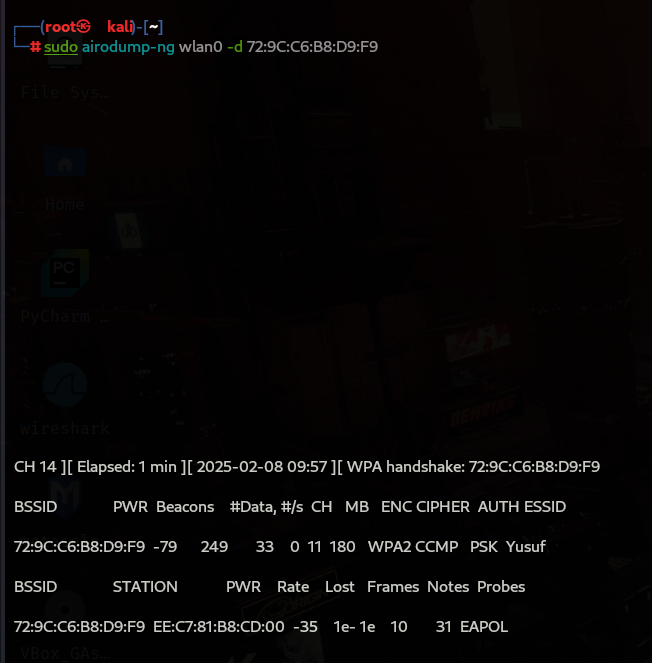 ┌──(root㉿kali)-[~]
└─# sudo airodump-ng wlan0 -d 72:9C:C6:B8:D9:F9
File Sys…
Home
PC
PyCharm …
wireshark
CH 14 ][ Elapsed: 1 min ][ 2025-02-08 09:57 ][ WPA handshake: 72:9C:C6:B8:D9:F9
BSSID PWR Beacons #Data, #/s CH MB ENC CIPHER AUTH ESSID
72:9C:C6:B8:D9:F9 -79 249 33 0 11 180 WPA2 CCMP PSK Yusuf
BSSID STATION PWR Rate Lost Frames Notes Probes
72:9C:C6:B8:D9:F9 EE:C7:81:B8:CD:00 -35 1e- 1e 10 31 EAPOL
VBox_GAs…